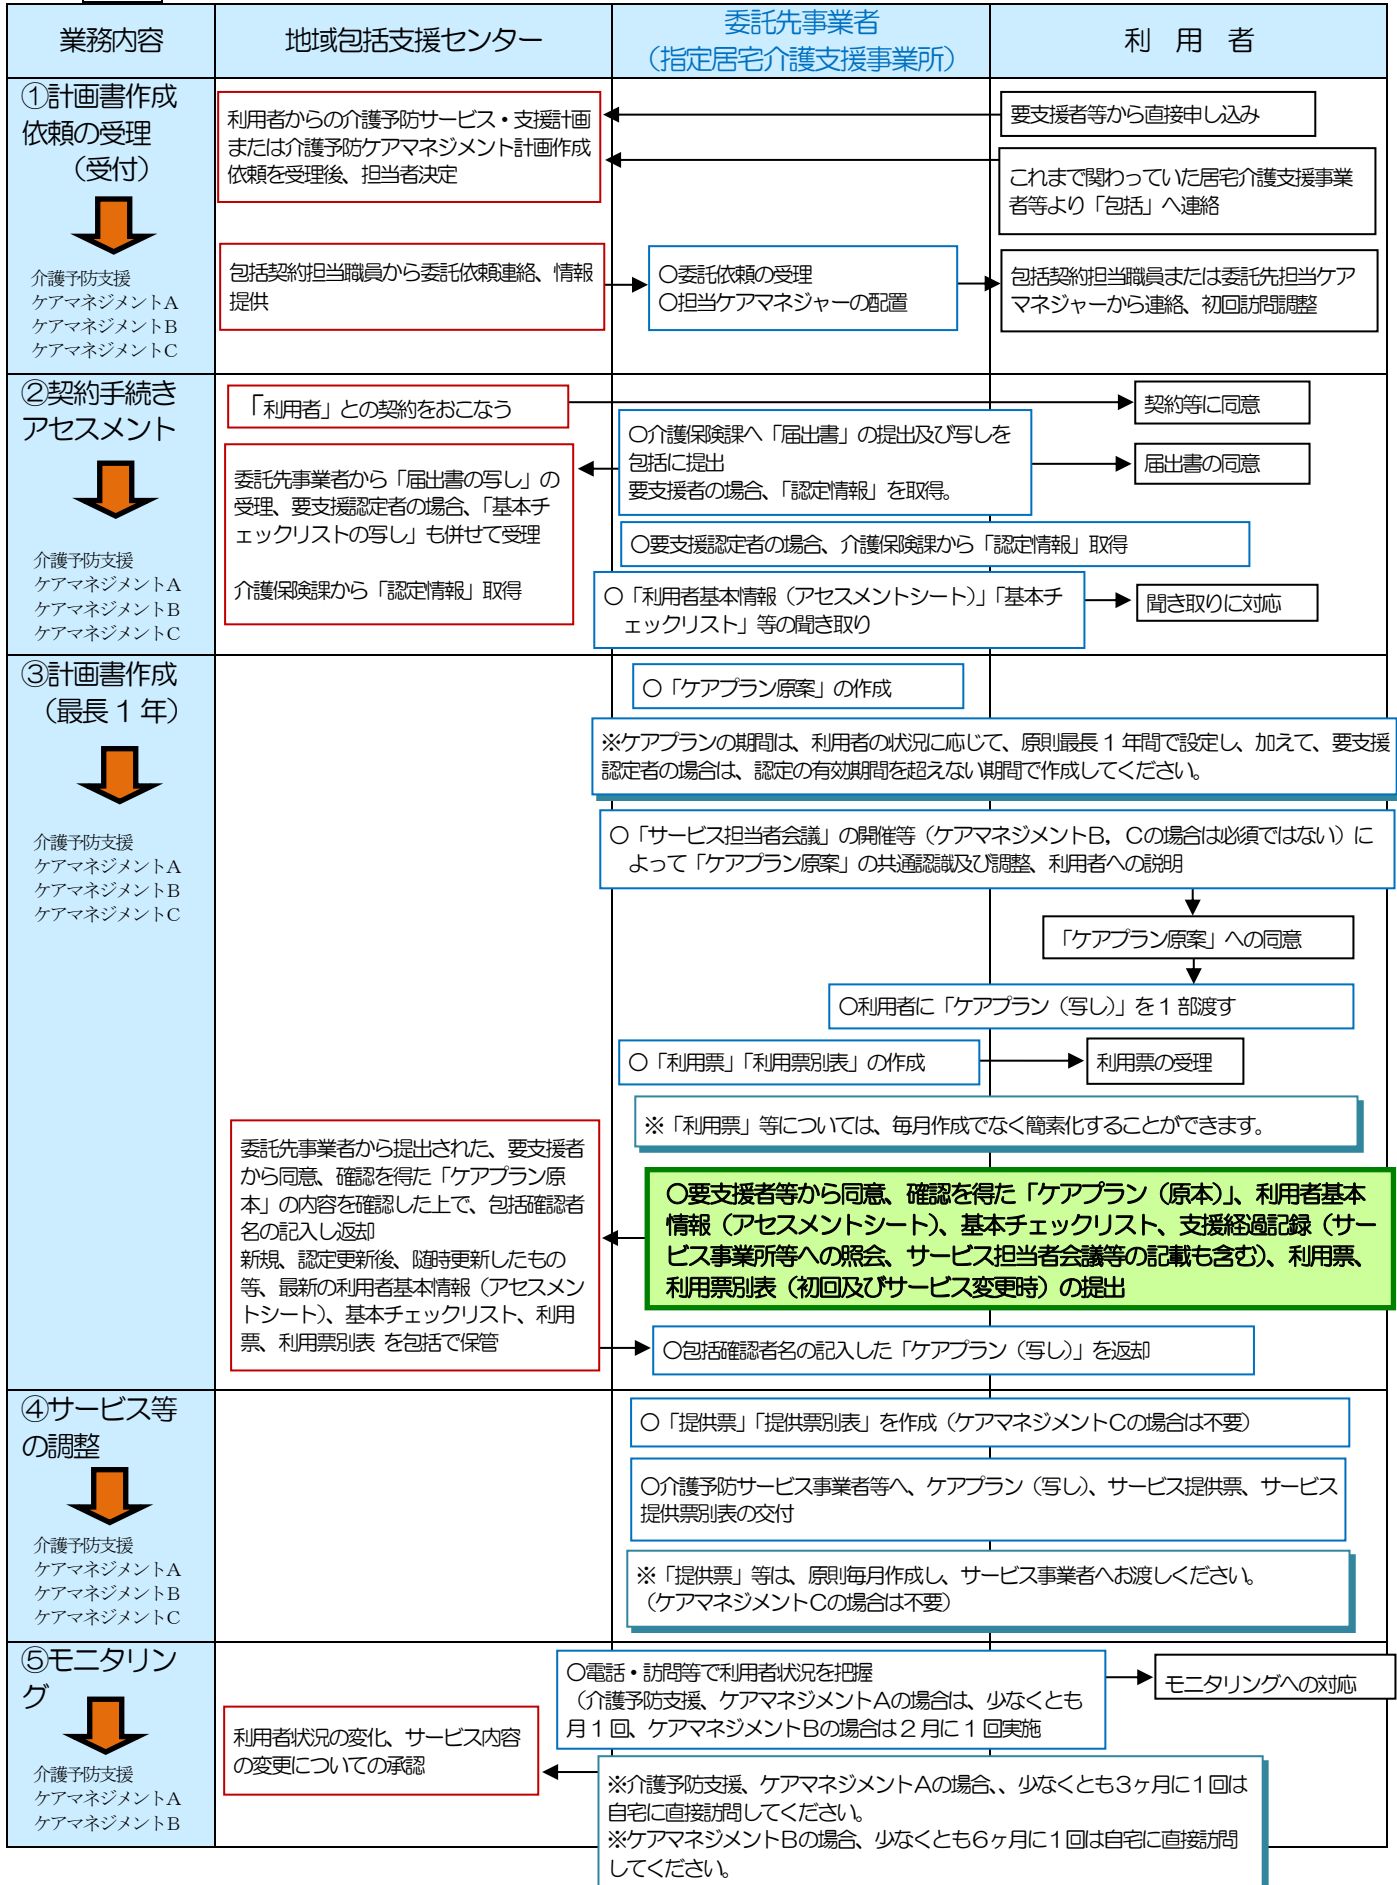 業務内容
地域包括支援センター
委託先事業者
（指定居宅介護支援事業所）
利　用　者
①計画書作成
依頼の受理
（受付）
介護予防支援
ケアマネジメントA
ケアマネジメントB
ケアマネジメントC
利用者からの介護予防サービス・支援計画
または介護予防ケアマネジメント計画作成
依頼を受理後、担当者決定
要支援者等から直接申し込み
これまで関わっていた居宅介護支援事業
者等より「包括」へ連絡
包括契約担当職員から委託依頼連絡、情報
提供
〇委託依頼の受理
〇担当ケアマネジャーの配置
包括契約担当職員または委託先担当ケア
マネジャーから連絡、初回訪問調整
②契約手続き
アセスメント
介護予防支援
ケアマネジメントA
ケアマネジメントB
ケアマネジメントC
「利用者」との契約をおこなう
契約等に同意
〇介護保険課へ「届出書」の提出及び写しを
包括に提出
要支援者の場合、「認定情報」を取得。
届出書の同意
委託先事業者から「届出書の写し」の
受理、要支援認定者の場合、「基本チ
ェックリストの写し」も併せて受理
介護保険課から「認定情報」取得
〇要支援認定者の場合、介護保険課から「認定情報」取得
〇「利用者基本情報（アセスメントシート）」「基本チ
ェックリスト」等の聞き取り
聞き取りに対応
③計画書作成
（最長１年）
介護予防支援
ケアマネジメントA
ケアマネジメントB
ケアマネジメントC
〇「ケアプラン原案」の作成
※ケアプランの期間は、利用者の状況に応じて、原則最長１年間で設定し、加えて、要支援
認定者の場合は、認定の有効期間を超えない期間で作成してください。
〇「サービス担当者会議」の開催等（ケアマネジメントB，Cの場合は必須ではない）に
よって「ケアプラン原案」の共通認識及び調整、利用者への説明
「ケアプラン原案」への同意
〇利用者に「ケアプラン（写し）」を１部渡す
〇「利用票」「利用票別表」の作成
利用票の受理
※「利用票」等については、毎月作成でなく簡素化することができます。
委託先事業者から提出された、要支援者
から同意、確認を得た「ケアプラン原
本」の内容を確認した上で、包括確認者
名の記入し返却
新規、認定更新後、随時更新したもの
等、最新の利用者基本情報（アセスメン
トシート）、基本チェックリスト、利用
票、利用票別表 を包括で保管
〇要支援者等から同意、確認を得た「ケアプラン（原本）」、利用者基本
情報（アセスメントシート）、基本チェックリスト、支援経過記録（サー
ビス事業所等への照会、サービス担当者会議等の記載も含む）、利用票、
利用票別表（初回及びサービス変更時）の提出
〇包括確認者名の記入した「ケアプラン（写し）」を返却
④サービス等
の調整
介護予防支援
ケアマネジメントA
ケアマネジメントB
ケアマネジメントC
〇「提供票」「提供票別表」を作成（ケアマネジメントCの場合は不要）
〇介護予防サービス事業者等へ、ケアプラン（写し）、サービス提供票、サービス
提供票別表の交付
※「提供票」等は、原則毎月作成し、サービス事業者へお渡しください。
（ケアマネジメントCの場合は不要）
⑤モニタリン
グ
介護予防支援
ケアマネジメントA
ケアマネジメントB
〇電話・訪問等で利用者状況を把握
（介護予防支援、ケアマネジメントAの場合は、少なくとも
月１回、ケアマネジメントBの場合は２月に１回実施
モニタリングへの対応
利用者状況の変化、サービス内容
の変更についての承認
※介護予防支援、ケアマネジメントAの場合、、少なくとも３ヶ月に１回は
自宅に直接訪問してください。
※ケアマネジメントBの場合、少なくとも６ヶ月に１回は自宅に直接訪問
してください。